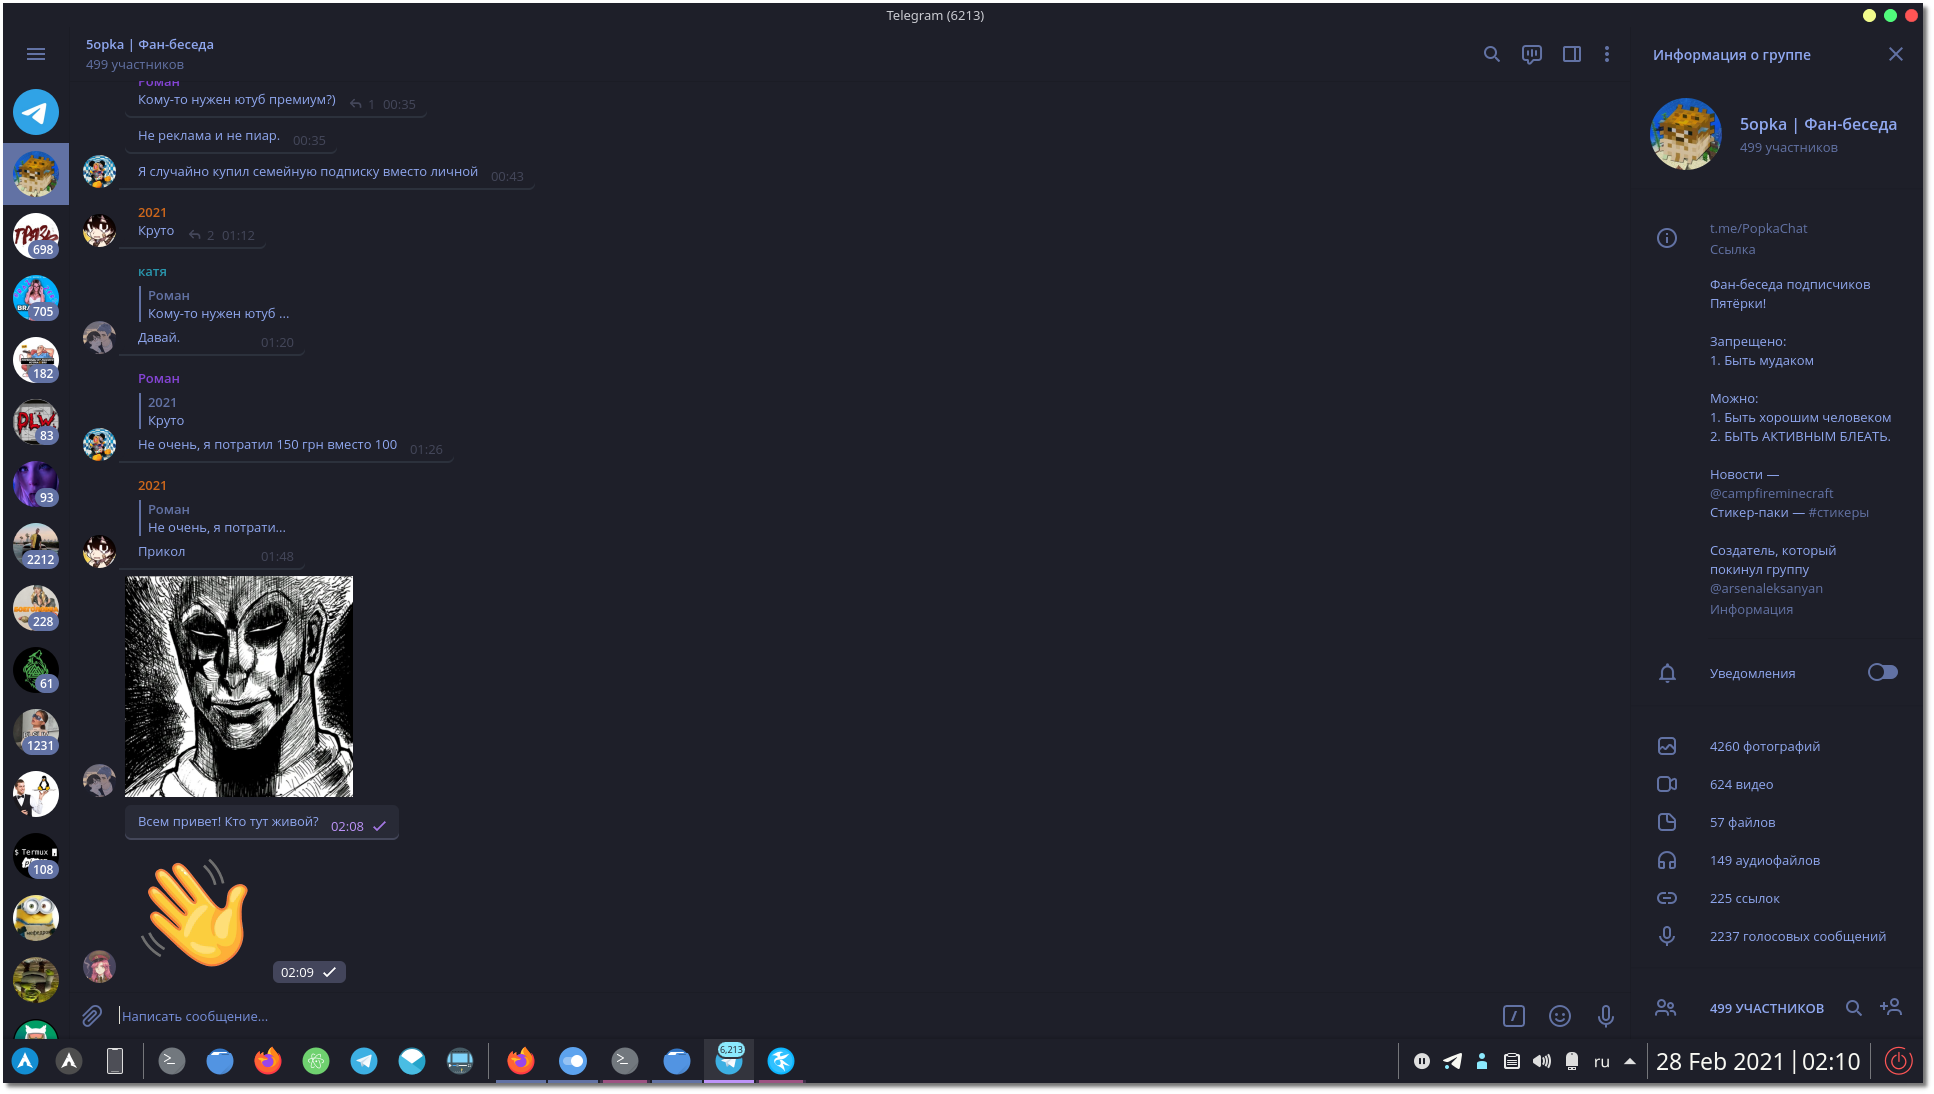 Telegram (6213)
5opka | Фан-беседа
499 участников
Роман
Кому-то нужен ютуб премиум?) 1 00:35
Не реклама и не пиар. 00:35
Я случайно купил семейную подписку вместо личной 00:43
2021
Круто 2 01:12
катя
Роман
Кому-то нужен ютуб ...
Давай. 01:20
Роман
2021
Круто
Не очень, я потратил 150 грн вместо 100 01:26
2021
Роман
Не очень, я потрати...
Прикол 01:48
Всем привет! Кто тут живой? 02:08
02:09
Написать сообщение...
698
705
182
PLW
83
93
2212
228
61
1231
$ Termux
108
Информация о группе
5opka | Фан-беседа
499 участников
t.me/PopkaChat
Ссылка
Фан-беседа подписчиков
Пятёрки!
Запрещено:
1. Быть мудаком
Можно:
1. Быть хорошим человеком
2. БЫТЬ АКТИВНЫМ БЛЕАТЬ.
Новости —
@campfireminecraft
Стикер-паки — #стикеры
Создатель, который
покинул группу
@arsenaleksanyan
Информация
Уведомления
4260 фотографий
624 видео
57 файлов
149 аудиофайлов
225 ссылок
2237 голосовых сообщений
499 УЧАСТНИКОВ
6,213
ru
28 Feb 2021 | 02:10